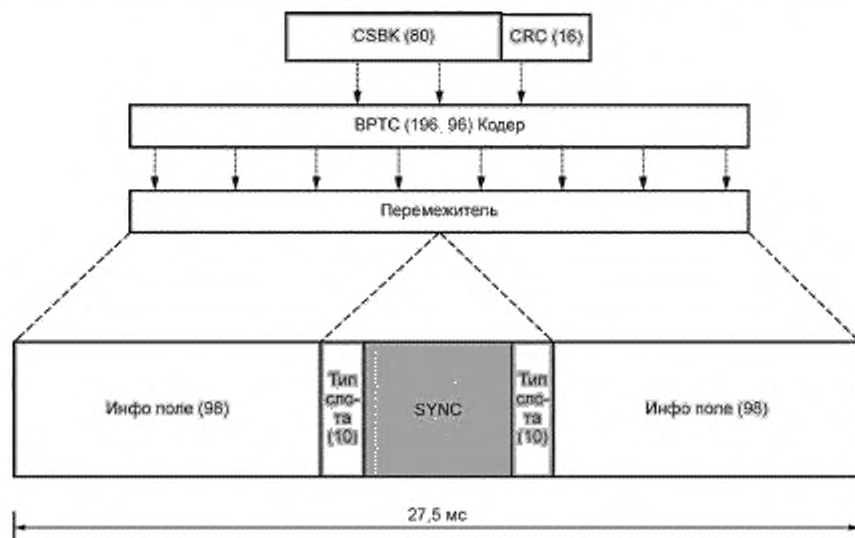 CSBK (80)
CRC (16)
BPTC (196, 96) Кодер
Перемежитель
Инфо поле (98)
Тип
сло-
та
(10)
SYNC
Тип
сло-
та
(10)
Инфо поле (98)
27,5 мс